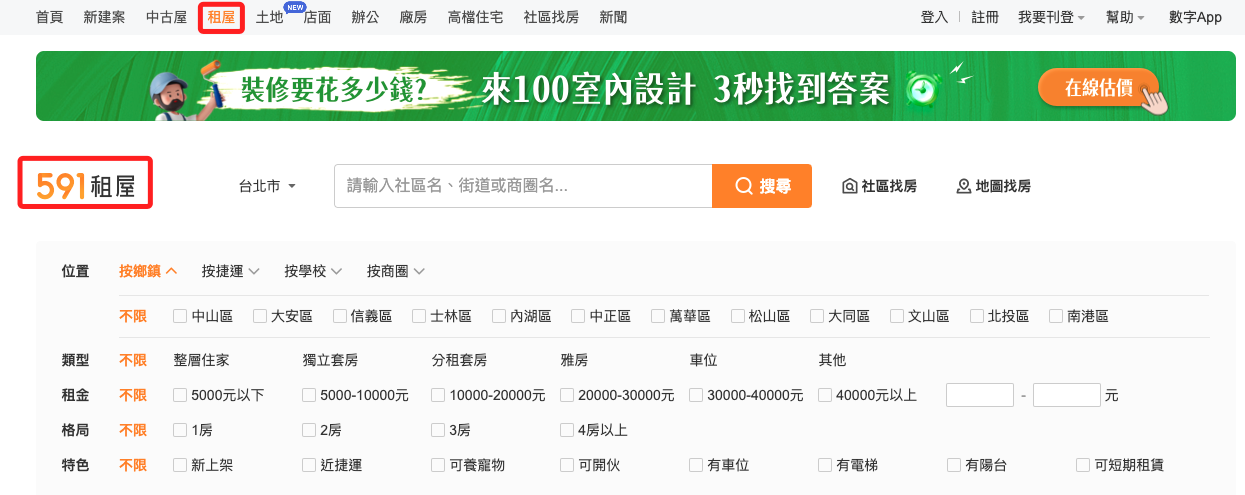 首頁 新建案 中古屋 租屋 土地 NEW 店面 辦公 廠房 高檔住宅 社區找房 新聞 登入 註冊 我要刊登 幫助 數字App
裝修要花多少錢? 來100室內設計 3秒找到答案 在線估價
591租屋 台北市 請輸入社區名、街道或商圈名... 搜尋 社區找房 地圖找房
位置 按鄉鎮 按捷運 按學校 按商圈
不限 中山區 大安區 信義區 士林區 內湖區 中正區 萬華區 松山區 大同區 文山區 北投區 南港區
類型 不限 整層住家 獨立套房 分租套房 雅房 車位 其他
租金 不限 5000元以下 5000-10000元 10000-20000元 20000-30000元 30000-40000元 40000元以上 - 元
格局 不限 1房 2房 3房 4房以上
特色 不限 新上架 近捷運 可養寵物 可開伙 有車位 有電梯 有陽台 可短期租賃